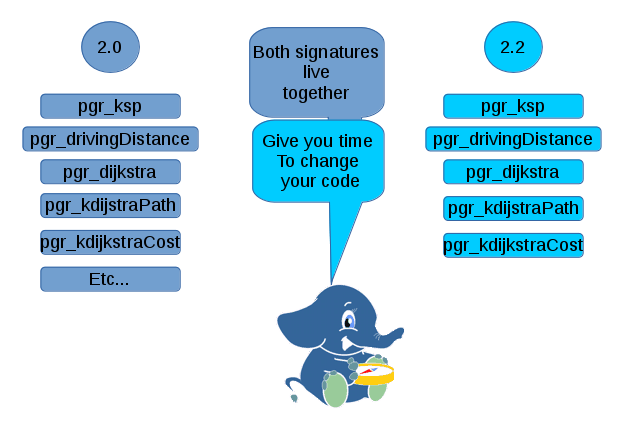 2.0
pgr_ksp
pgr_drivingDistance
pgr_dijkstra
pgr_kdijstraPath
pgr_kdijkstraCost
Etc...
Both signatures
live
together
Give you time
To change
your code
2.2
pgr_ksp
pgr_drivingDistance
pgr_dijkstra
pgr_kdijstraPath
pgr_kdijkstraCost